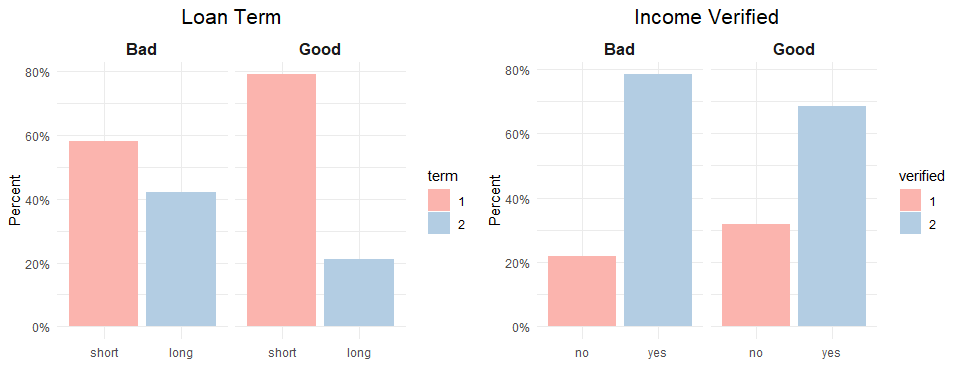 Loan Term
Bad Good
Percent
80%
60%
40%
20%
0%
short long short long
term
1
2
Income Verified
Bad Good
Percent
80%
60%
40%
20%
0%
no yes no yes
verified
1
2